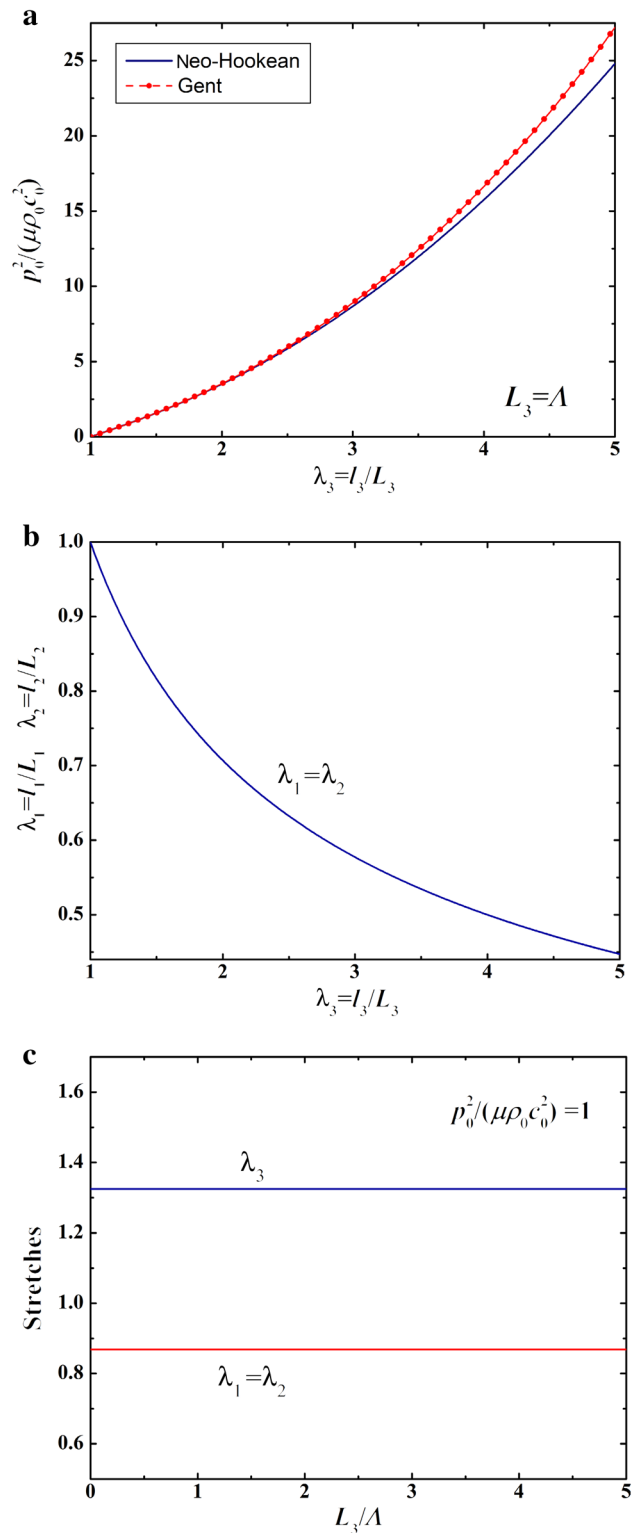 a
Neo-Hookean
Gent
p₀²/(μρ₀c₀²)
25
20
15
10
5
0
L₃=Λ
1 2 3 4 5
λ₃=l₃/L₃
b
λ₁=l₁/L₁ λ₂=l₂/L₂
1.0
0.9
0.8
0.7
0.6
0.5
λ₁=λ₂
1 2 3 4 5
λ₃=l₃/L₃
c
Stretches
1.6
1.4
1.2
1.0
0.8
0.6
p₀²/(μρ₀c₀²) =1
λ₃
λ₁=λ₂
0 1 2 3 4 5
L₃/Λ